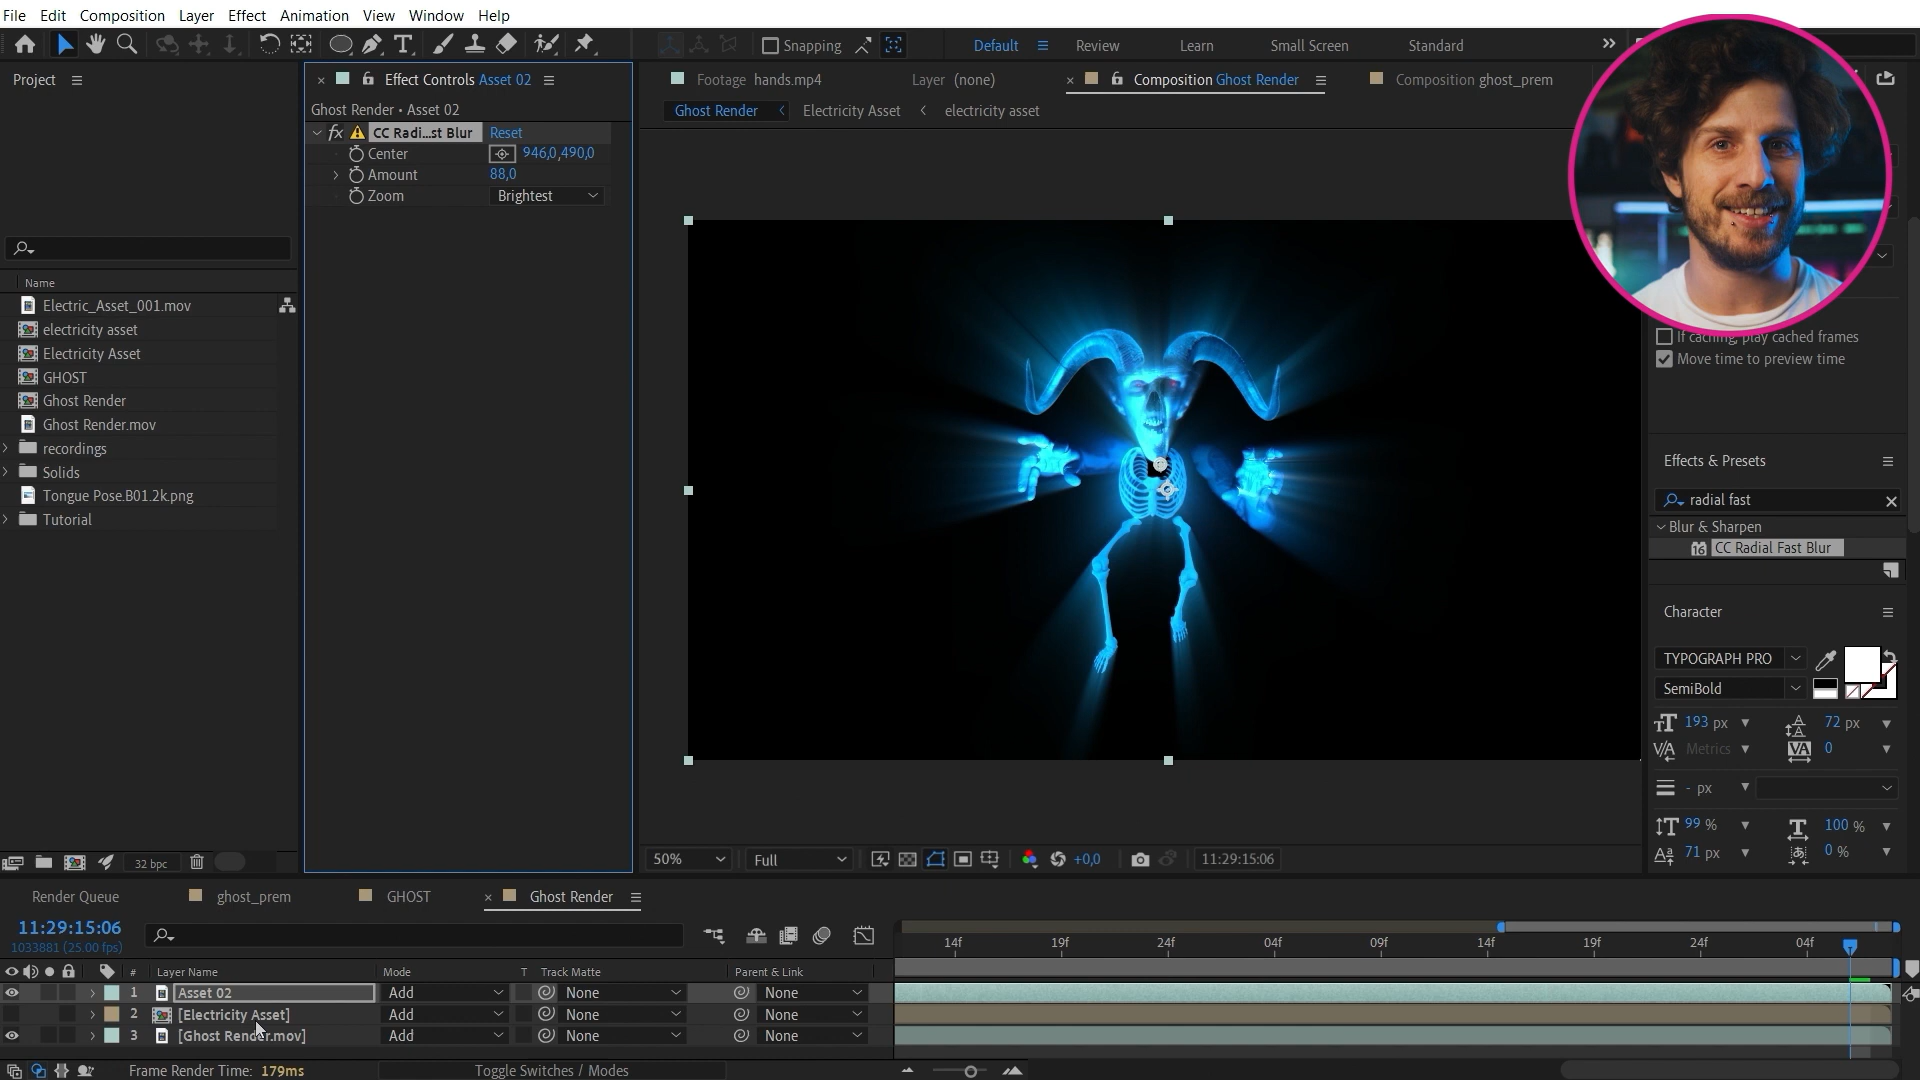 File Edit Composition Layer Effect Animation View Window Help
Snapping
Default Review Learn Small Screen Standard
Project
Effect Controls Asset 02
Footage hands.mp4 Layer (none) Composition Ghost Render Composition ghost_prem
Ghost Render • Asset 02
Ghost Render Electricity Asset electricity asset
fx CC Radi...st Blur Reset
Center 946,0,490,0
Amount 88,0
Zoom Brightest
Name
Electric_Asset_001.mov
electricity asset
Electricity Asset
GHOST
Ghost Render
Ghost Render.mov
recordings
Solids
Tongue Pose.B01.2k.png
Tutorial
If caching, play cached frames
Move time to preview time
Effects & Presets
radial fast
Blur & Sharpen
16 CC Radial Fast Blur
Character
TYPOGRAPH PRO
SemiBold
193 px 72 px
Metrics 0
- px
99 % 100 %
71 px 0 %
32 bpc
50% Full +0,0 11:29:15:06
Render Queue ghost_prem GHOST Ghost Render
11:29:15:06
1033881 (25.00 fps)
14f 19f 24f 04f 09f 14f 19f 24f 04f
# Layer Name Mode T Track Matte Parent & Link
1 Asset 02 Add None None
2 [Electricity Asset] Add None None
3 [Ghost Render.mov] Add None None
Frame Render Time: 179ms Toggle Switches / Modes